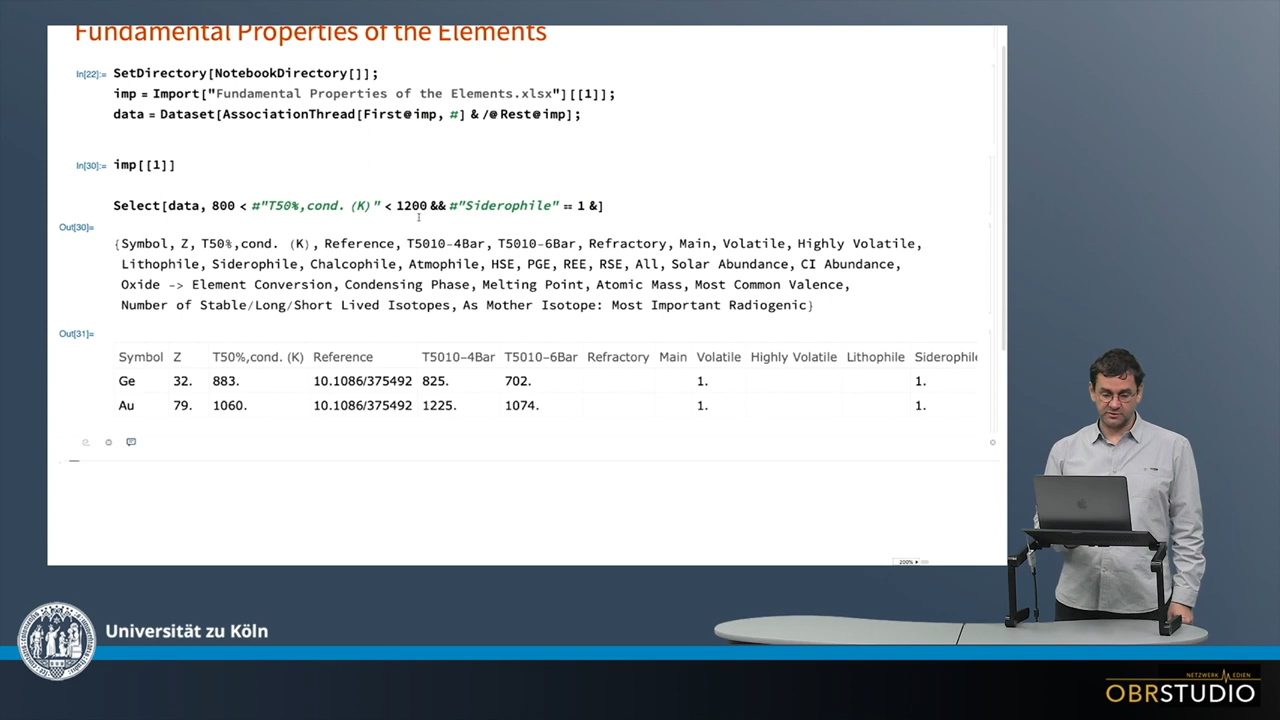 Fundamental Properties of the Elements
In[22]:= SetDirectory[NotebookDirectory[]];
imp = Import["Fundamental Properties of the Elements.xlsx"][[1]];
data = Dataset[AssociationThread[First@imp, #] & /@ Rest@imp];
In[30]:= imp[[1]]
Select[data, 800 < #"T50%,cond. (K)" < 1200 && #"Siderophile" == 1 &]
Out[30]=
{Symbol, Z, T50%,cond. (K), Reference, T5010-4Bar, T5010-6Bar, Refractory, Main, Volatile, Highly Volatile,
Lithophile, Siderophile, Chalcophile, Atmophile, HSE, PGE, REE, RSE, All, Solar Abundance, CI Abundance,
Oxide -> Element Conversion, Condensing Phase, Melting Point, Atomic Mass, Most Common Valence,
Number of Stable/Long/Short Lived Isotopes, As Mother Isotope: Most Important Radiogenic}
Out[31]=
Symbol Z T50%,cond. (K) Reference T5010-4Bar T5010-6Bar Refractory Main Volatile Highly Volatile Lithophile Siderophile
Ge 32. 883. 10.1086/375492 825. 702. 1. 1.
Au 79. 1060. 10.1086/375492 1225. 1074. 1. 1.
200%
Universität zu Köln
NETZWERK MEDIEN
OBRSTUDIO